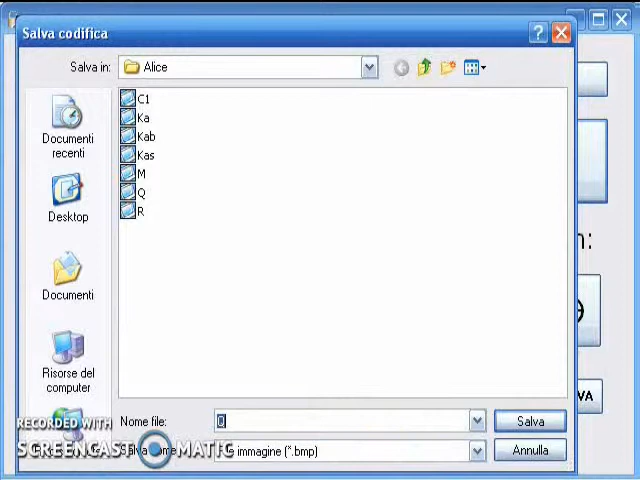 Salva codifica
Salva in: Alice
C1
Ka
Kab
Kas
M
Q
R
Documenti recenti
Desktop
Documenti
Risorse del computer
n:
VA
Nome file:
Salva
immagine (*.bmp)
Annulla
RECORDED WITH
SCREENCAST MATIC